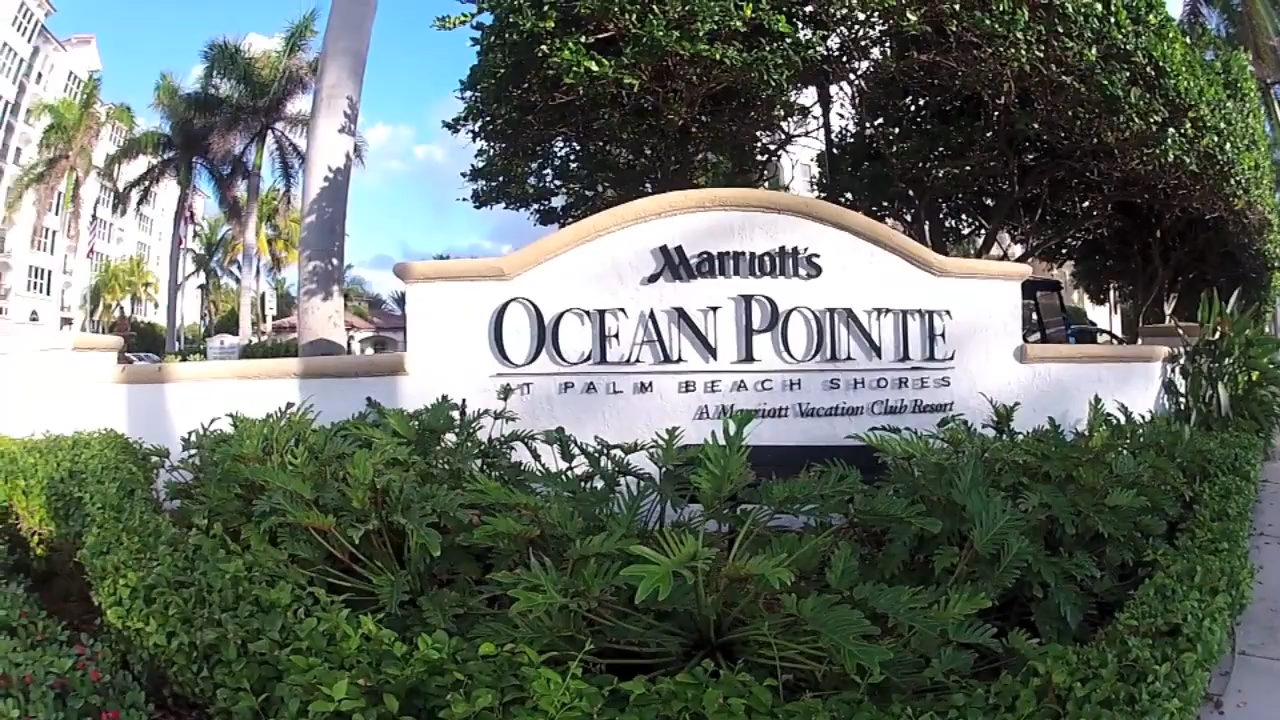 Marriott's
OCEAN POINTE
AT PALM BEACH SHORES
A Marriott Vacation Club Resort